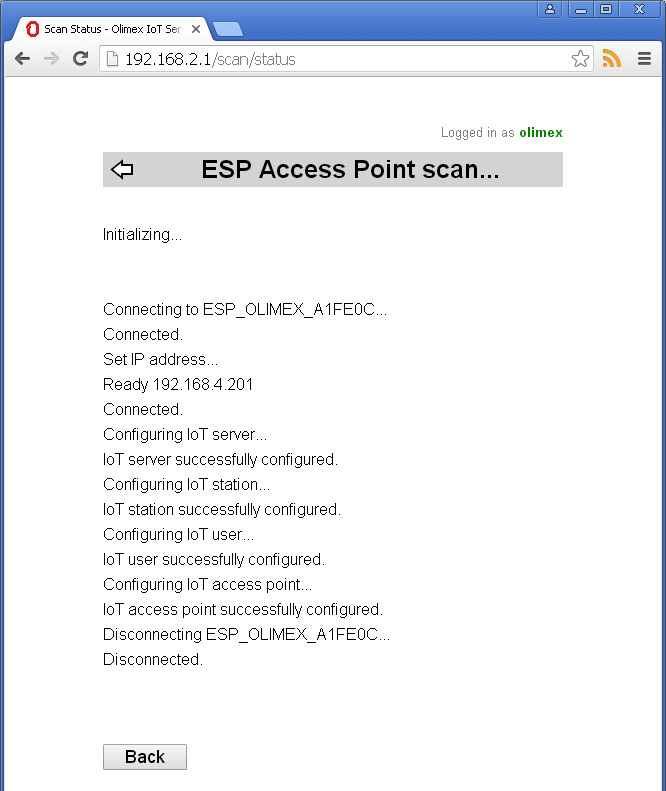 Scan Status - Olimex IoT Ser
192.168.2.1/scan/status
Logged in as olimex
ESP Access Point scan...
Initializing...
Connecting to ESP_OLIMEX_A1FE0C...
Connected.
Set IP address...
Ready 192.168.4.201
Connected.
Configuring IoT server...
IoT server successfully configured.
Configuring IoT station...
IoT station successfully configured.
Configuring IoT user...
IoT user successfully configured.
Configuring IoT access point...
IoT access point successfully configured.
Disconnecting ESP_OLIMEX_A1FE0C...
Disconnected.
Back